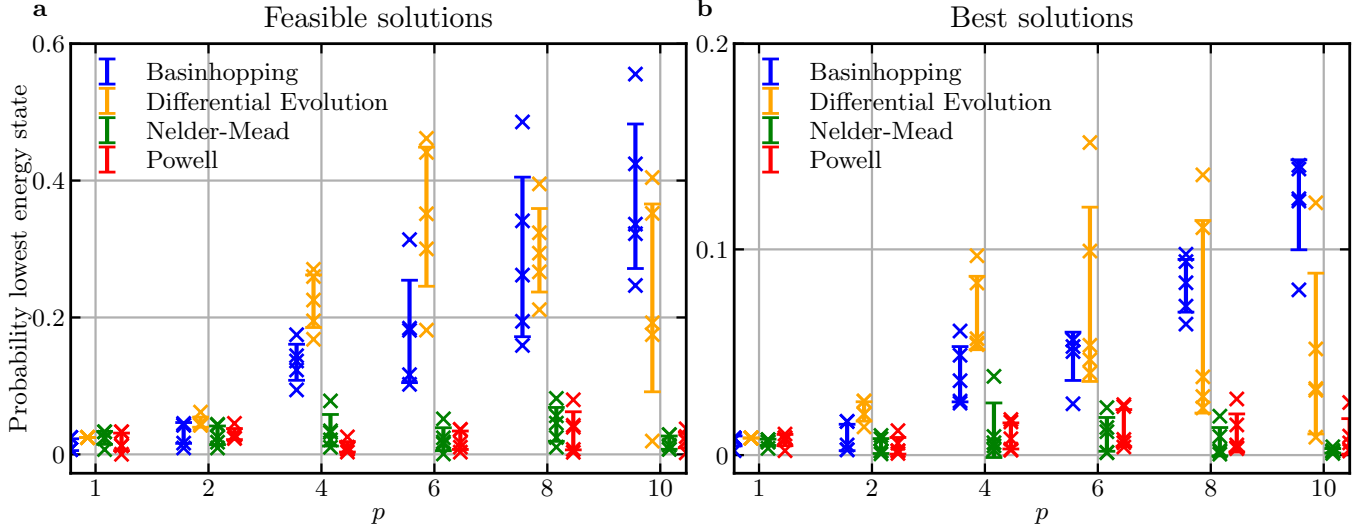 a
Feasible solutions
Probability lowest energy state
0.6
0.4
0.2
0
Basinhopping
Differential Evolution
Nelder-Mead
Powell
1 2 4 6 8 10
p
b
Best solutions
0.2
0.1
0
Basinhopping
Differential Evolution
Nelder-Mead
Powell
1 2 4 6 8 10
p